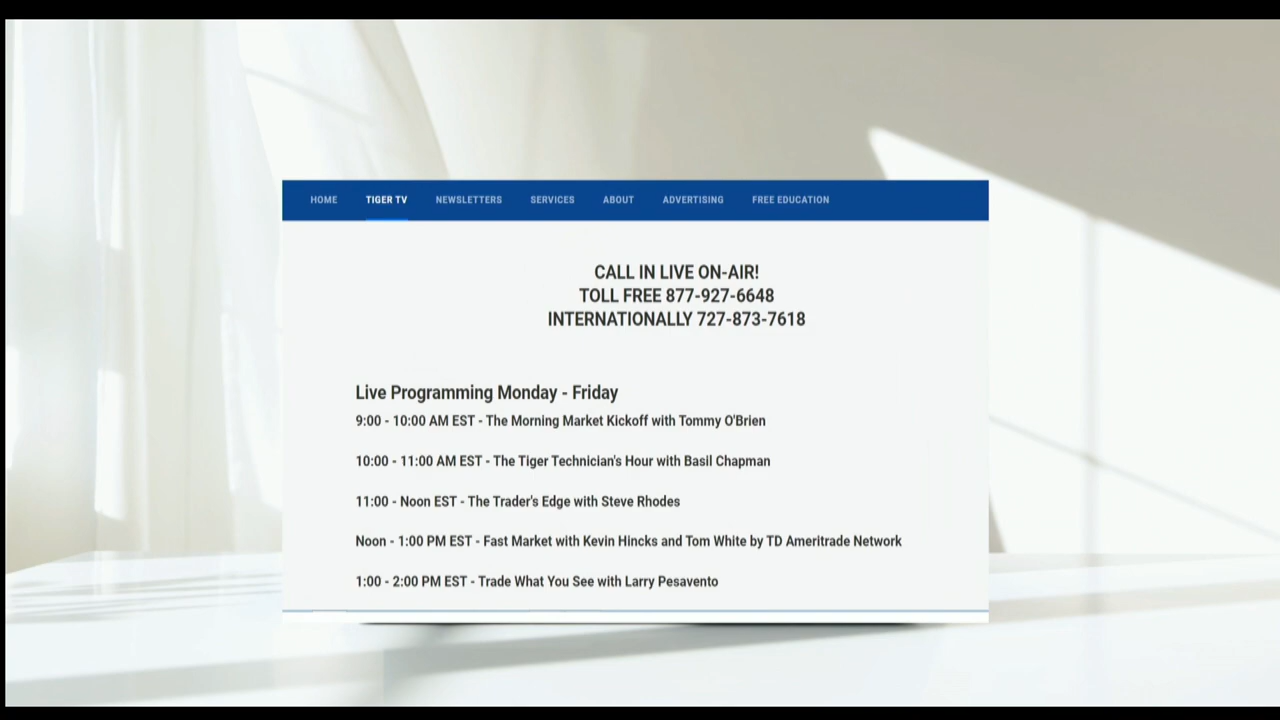 HOME TIGER TV NEWSLETTERS SERVICES ABOUT ADVERTISING FREE EDUCATION
CALL IN LIVE ON-AIR!
TOLL FREE 877-927-6648
INTERNATIONALLY 727-873-7618
Live Programming Monday - Friday
9:00 - 10:00 AM EST - The Morning Market Kickoff with Tommy O'Brien
10:00 - 11:00 AM EST - The Tiger Technician's Hour with Basil Chapman
11:00 - Noon EST - The Trader's Edge with Steve Rhodes
Noon - 1:00 PM EST - Fast Market with Kevin Hincks and Tom White by TD Ameritrade Network
1:00 - 2:00 PM EST - Trade What You See with Larry Pesavento